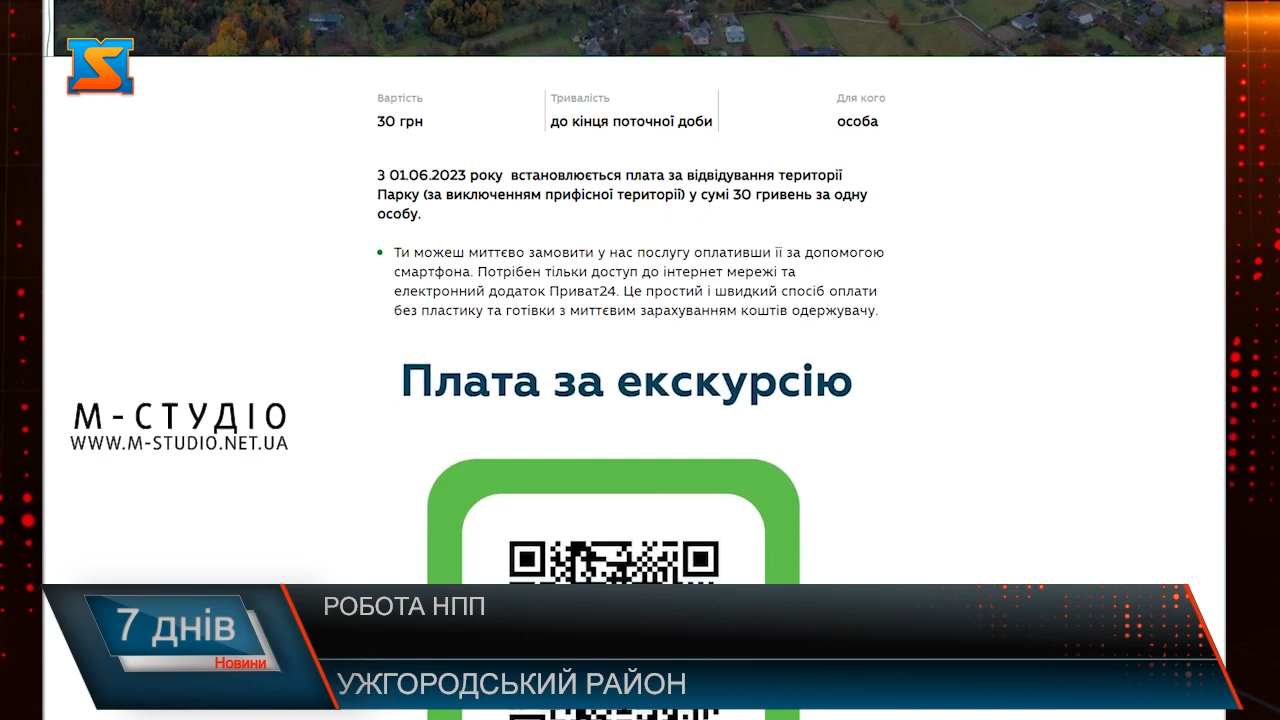 Вартість
30 грн
Тривалість
до кінця поточної доби
Для кого
особа
З 01.06.2023 року встановлюється плата за відвідування території
Парку (за виключенням прифісної території) у сумі 30 гривень за одну
особу.
Ти можеш миттєво замовити у нас послугу оплативши її за допомогою
смартфона. Потрібен тільки доступ до інтернет мережі та
електронний додаток Приват24. Це простий і швидкий спосіб оплати
без пластику та готівки з миттєвим зарахуванням коштів одержувачу.
Плата за екскурсію
М-СТУДІО
WWW.M-STUDIO.NET.UA
7 днів
Новини
РОБОТА НПП
УЖГОРОДСЬКИЙ РАЙОН